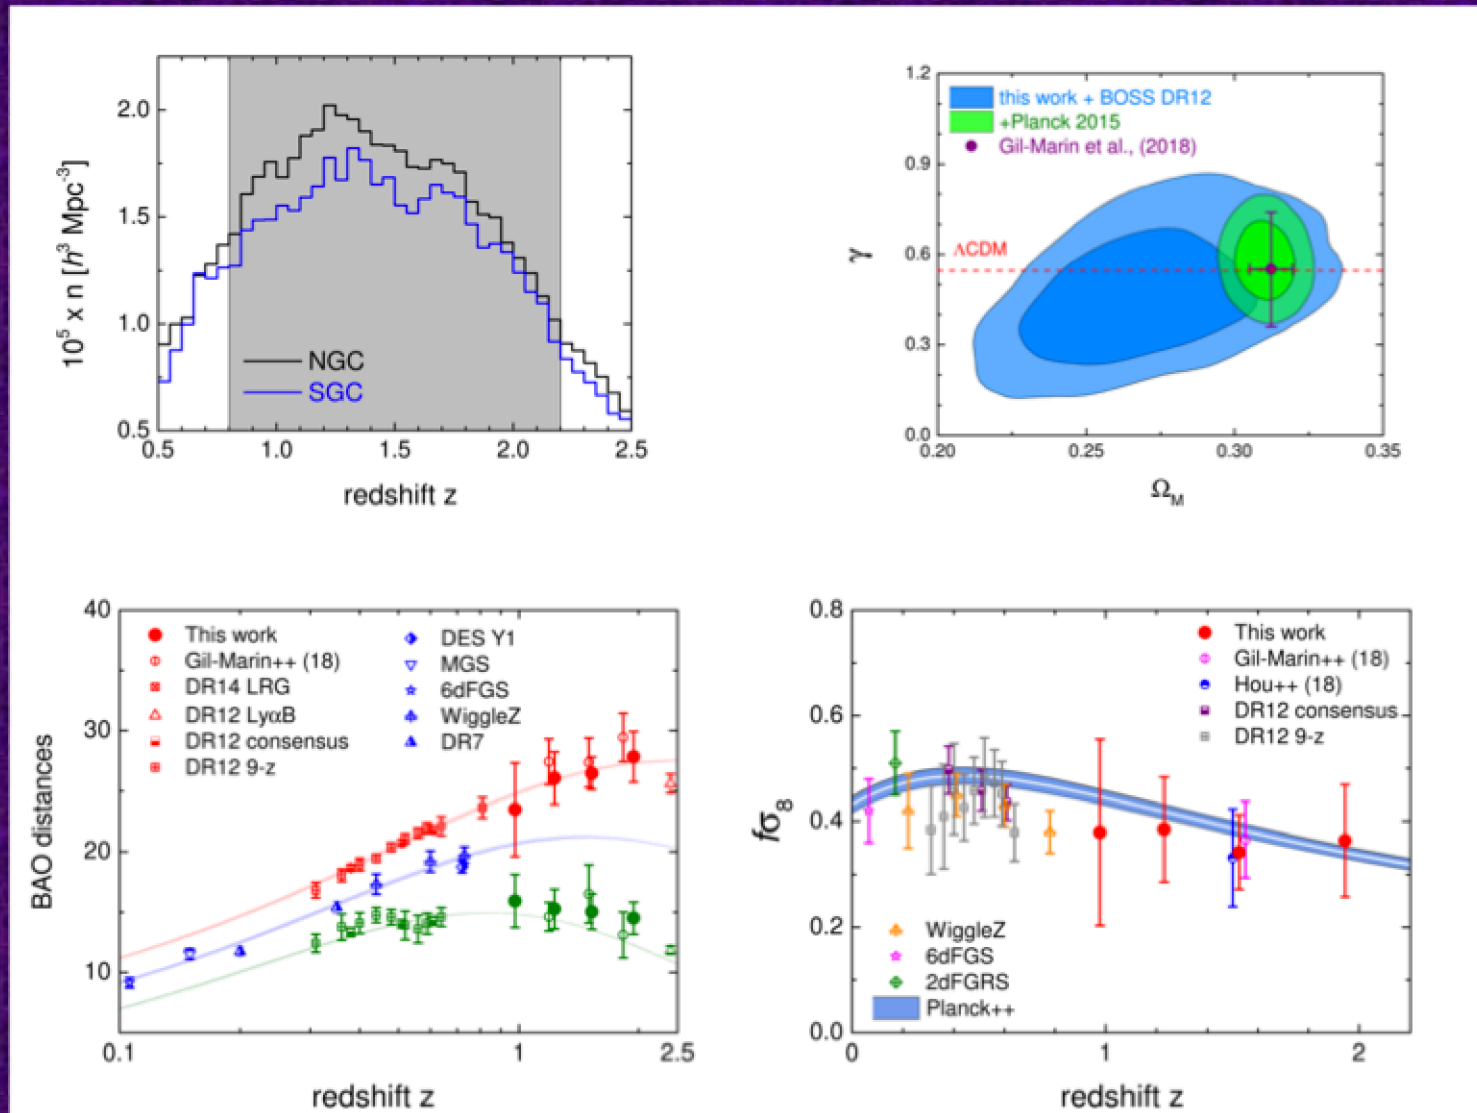 2.0
1.5
1.0
0.5
10⁵ x n [h³ Mpc⁻³]
NGC
SGC
0.5 1.0 1.5 2.0 2.5
redshift z
1.2
0.9
0.6
0.3
0.0
γ
this work + BOSS DR12
+Planck 2015
Gil-Marin et al., (2018)
ΛCDM
0.20 0.25 0.30 0.35
Ω_M
40
30
20
10
BAO distances
This work
Gil-Marin++ (18)
DR14 LRG
DR12 LyαB
DR12 consensus
DR12 9-z
DES Y1
MGS
6dFGS
WiggleZ
DR7
0.1 1 2.5
redshift z
0.8
0.6
0.4
0.2
0.0
fσ₈
This work
Gil-Marin++ (18)
Hou++ (18)
DR12 consensus
DR12 9-z
WiggleZ
6dFGS
2dFGRS
Planck++
0 1 2
redshift z